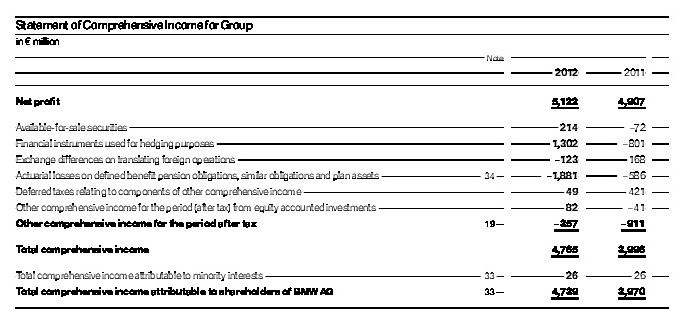 Statement of Comprehensive Income for Group
in € million
Note
2012 2011
Net profit 5,122 4,907
Available-for-sale securities 214 –72
Financial instruments used for hedging purposes 1,302 –801
Exchange differences on translating foreign operations –123 168
Actuarial losses on defined benefit pension obligations, similar obligations and plan assets 34 –1,881 –586
Deferred taxes relating to components of other comprehensive income 49 421
Other comprehensive income for the period (after tax) from equity accounted investments 82 –41
Other comprehensive income for the period after tax 19 –357 –911
Total comprehensive income 4,765 3,996
Total comprehensive income attributable to minority interests 33 26 26
Total comprehensive income attributable to shareholders of BMW AG 33 4,739 3,970